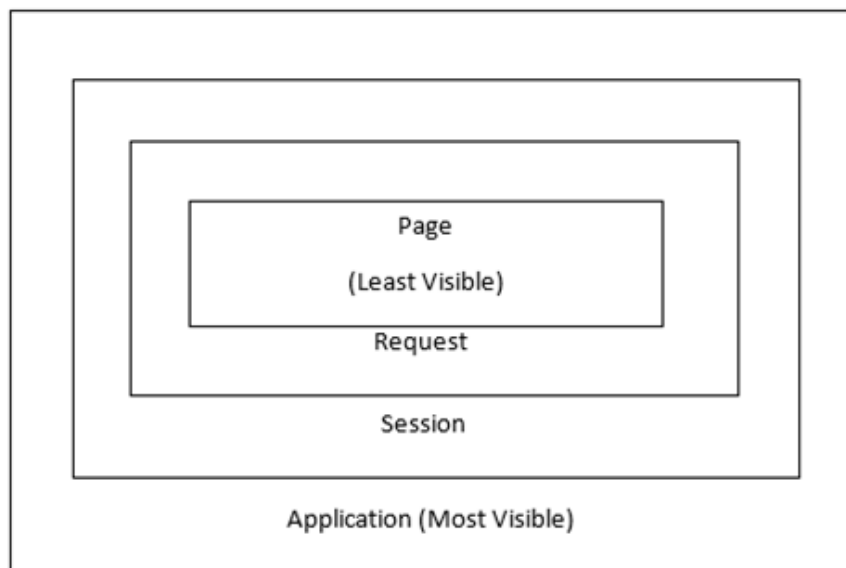 Page
(Least Visible)
Request
Session
Application (Most Visible)